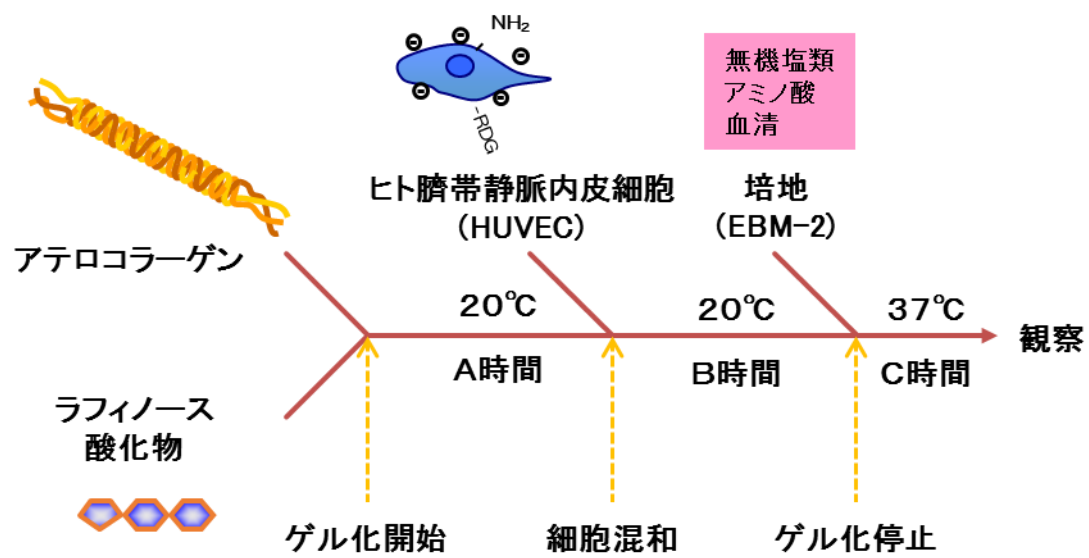 NH₂
-RDG
無機塩類
アミノ酸
血清
ヒト臍帯静脈内皮細胞
(HUVEC)
培地
(EBM-2)
アテロコラーゲン
20℃
20℃
37℃
観察
A時間
B時間
C時間
ラフィノース
酸化物
ゲル化開始
細胞混和
ゲル化停止